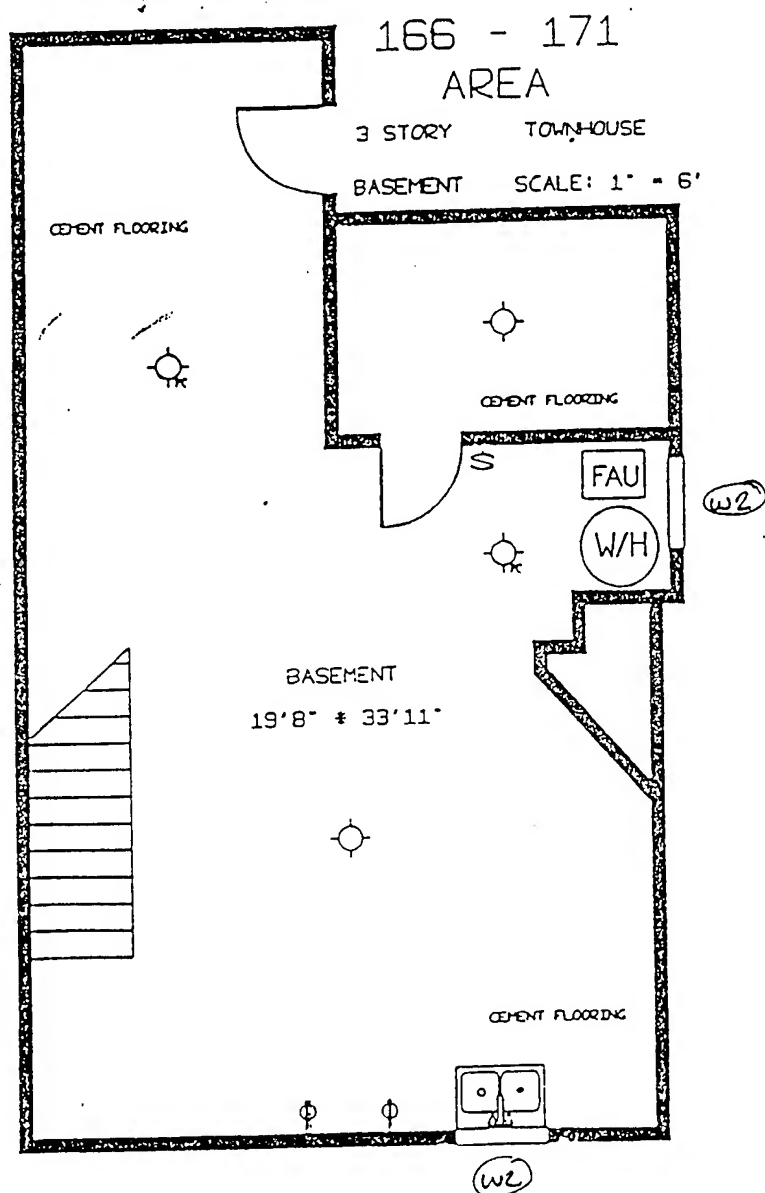 166 - 171
AREA
3 STORY TOWNHOUSE
BASEMENT SCALE: 1" = 6'
CEMENT FLOORING
K
CEMENT FLOORING
S
FAU
W2
W/H
K
BASEMENT
19'8" * 33'11"
CEMENT FLOORING
W2